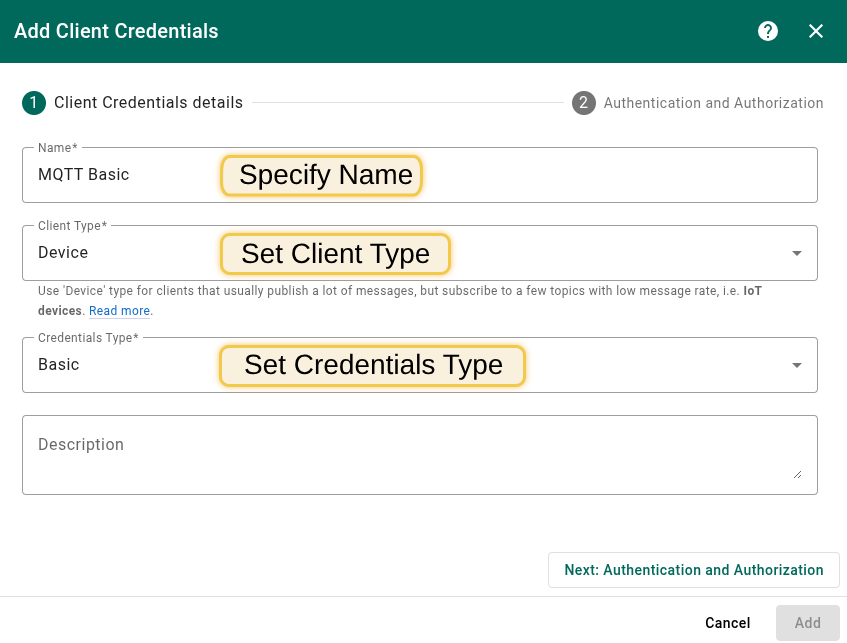 Add Client Credentials
?
1 Client Credentials details
2 Authentication and Authorization
Name*
MQTT Basic
Specify Name
Client Type*
Device
Set Client Type
Use 'Device' type for clients that usually publish a lot of messages, but subscribe to a few topics with low message rate, i.e. IoT
devices. Read more.
Credentials Type*
Basic
Set Credentials Type
Description
Next: Authentication and Authorization
Cancel
Add